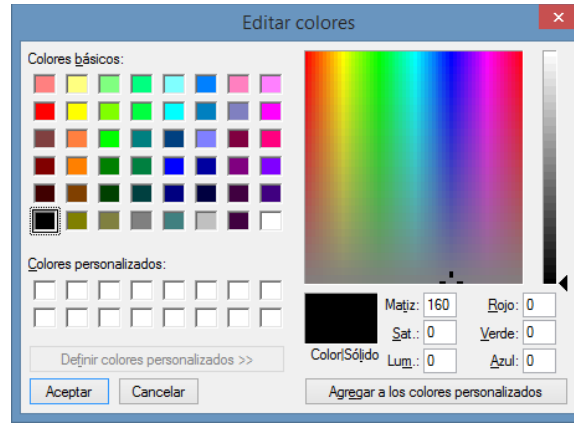 Editar colores
Colores básicos:
Colores personalizados:
Definir colores personalizados >>
Aceptar
Cancelar
Color|Sólido
Matiz: 160
Sat.: 0
Lum.: 0
Rojo: 0
Verde: 0
Azul: 0
Agregar a los colores personalizados